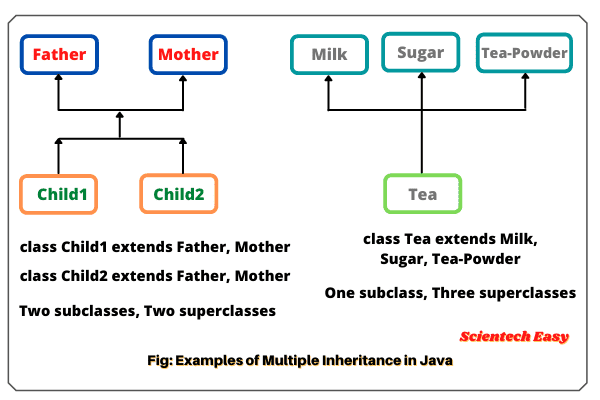 Father
Mother
Milk
Sugar
Tea-Powder
Child1
Child2
Tea
class Child1 extends Father, Mother
class Child2 extends Father, Mother
Two subclasses, Two superclasses
class Tea extends Milk,
Sugar, Tea-Powder
One subclass, Three superclasses
Scientech Easy
Fig: Examples of Multiple Inheritance in Java